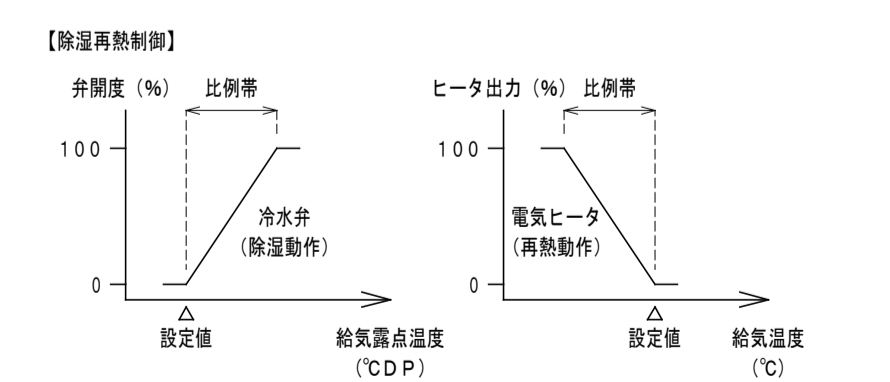 【除湿再熱制御】
弁開度（%） 比例帯
100
冷水弁
（除湿動作）
0
△
設定値
給気露点温度
（℃DP）
ヒータ出力（%） 比例帯
100
電気ヒータ
（再熱動作）
0
△
設定値
給気温度
（℃）